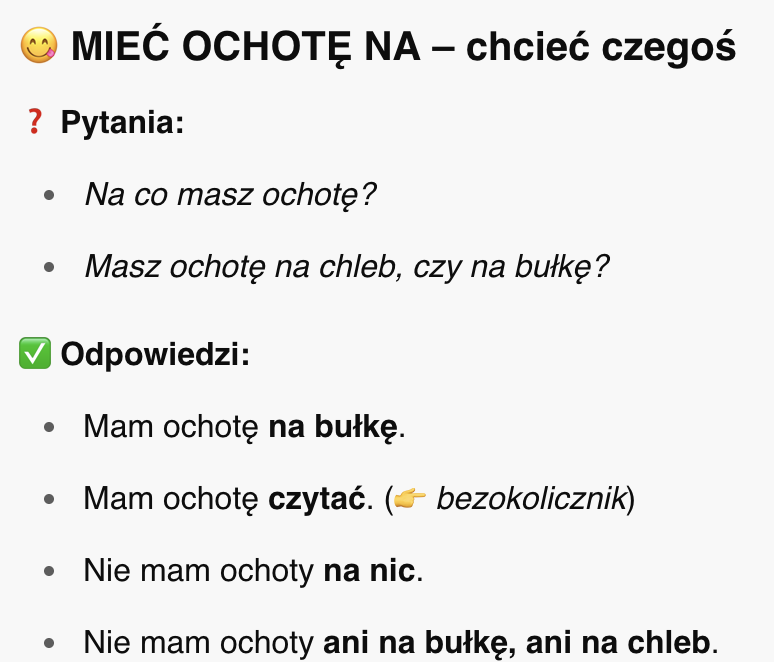 😋 MIEĆ OCHOTĘ NA – chcieć czegoś
❓ Pytania:
• Na co masz ochotę?
• Masz ochotę na chleb, czy na bułkę?
✅ Odpowiedzi:
• Mam ochotę na bułkę.
• Mam ochotę czytać. (👉 bezokolicznik)
• Nie mam ochoty na nic.
• Nie mam ochoty ani na bułkę, ani na chleb.